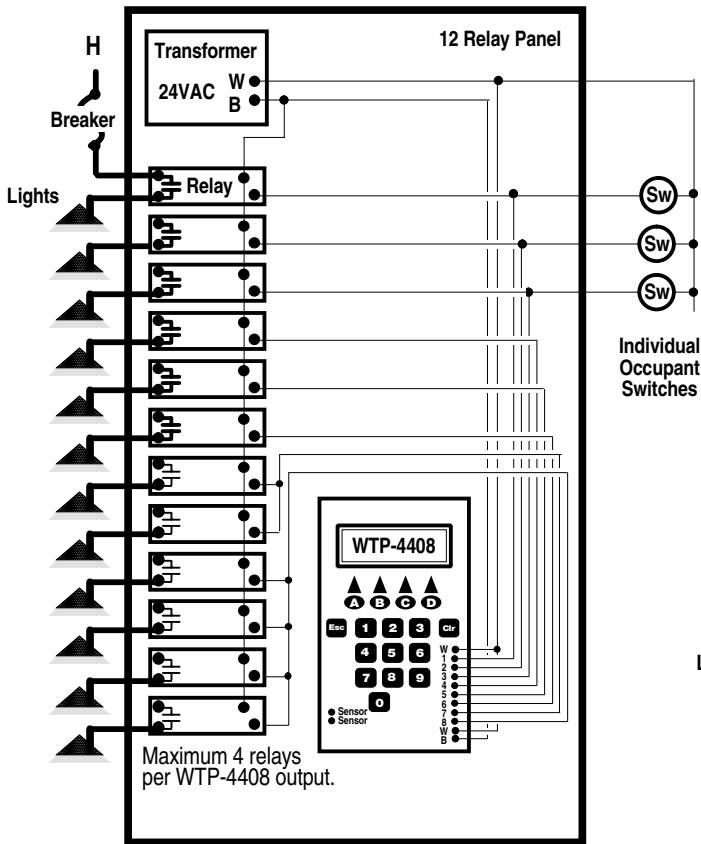 12 Relay Panel
H
Transformer
24VAC
W
B
Breaker
Relay
Lights
Sw
Sw
Sw
Individual
Occupant
Switches
WTP-4408
A B C D
Esc 1 2 3 Clr
4 5 6
7 8 9
0
Sensor
Sensor
W
1
2
3
4
5
6
7
8
W
B
L
Maximum 4 relays
per WTP-4408 output.